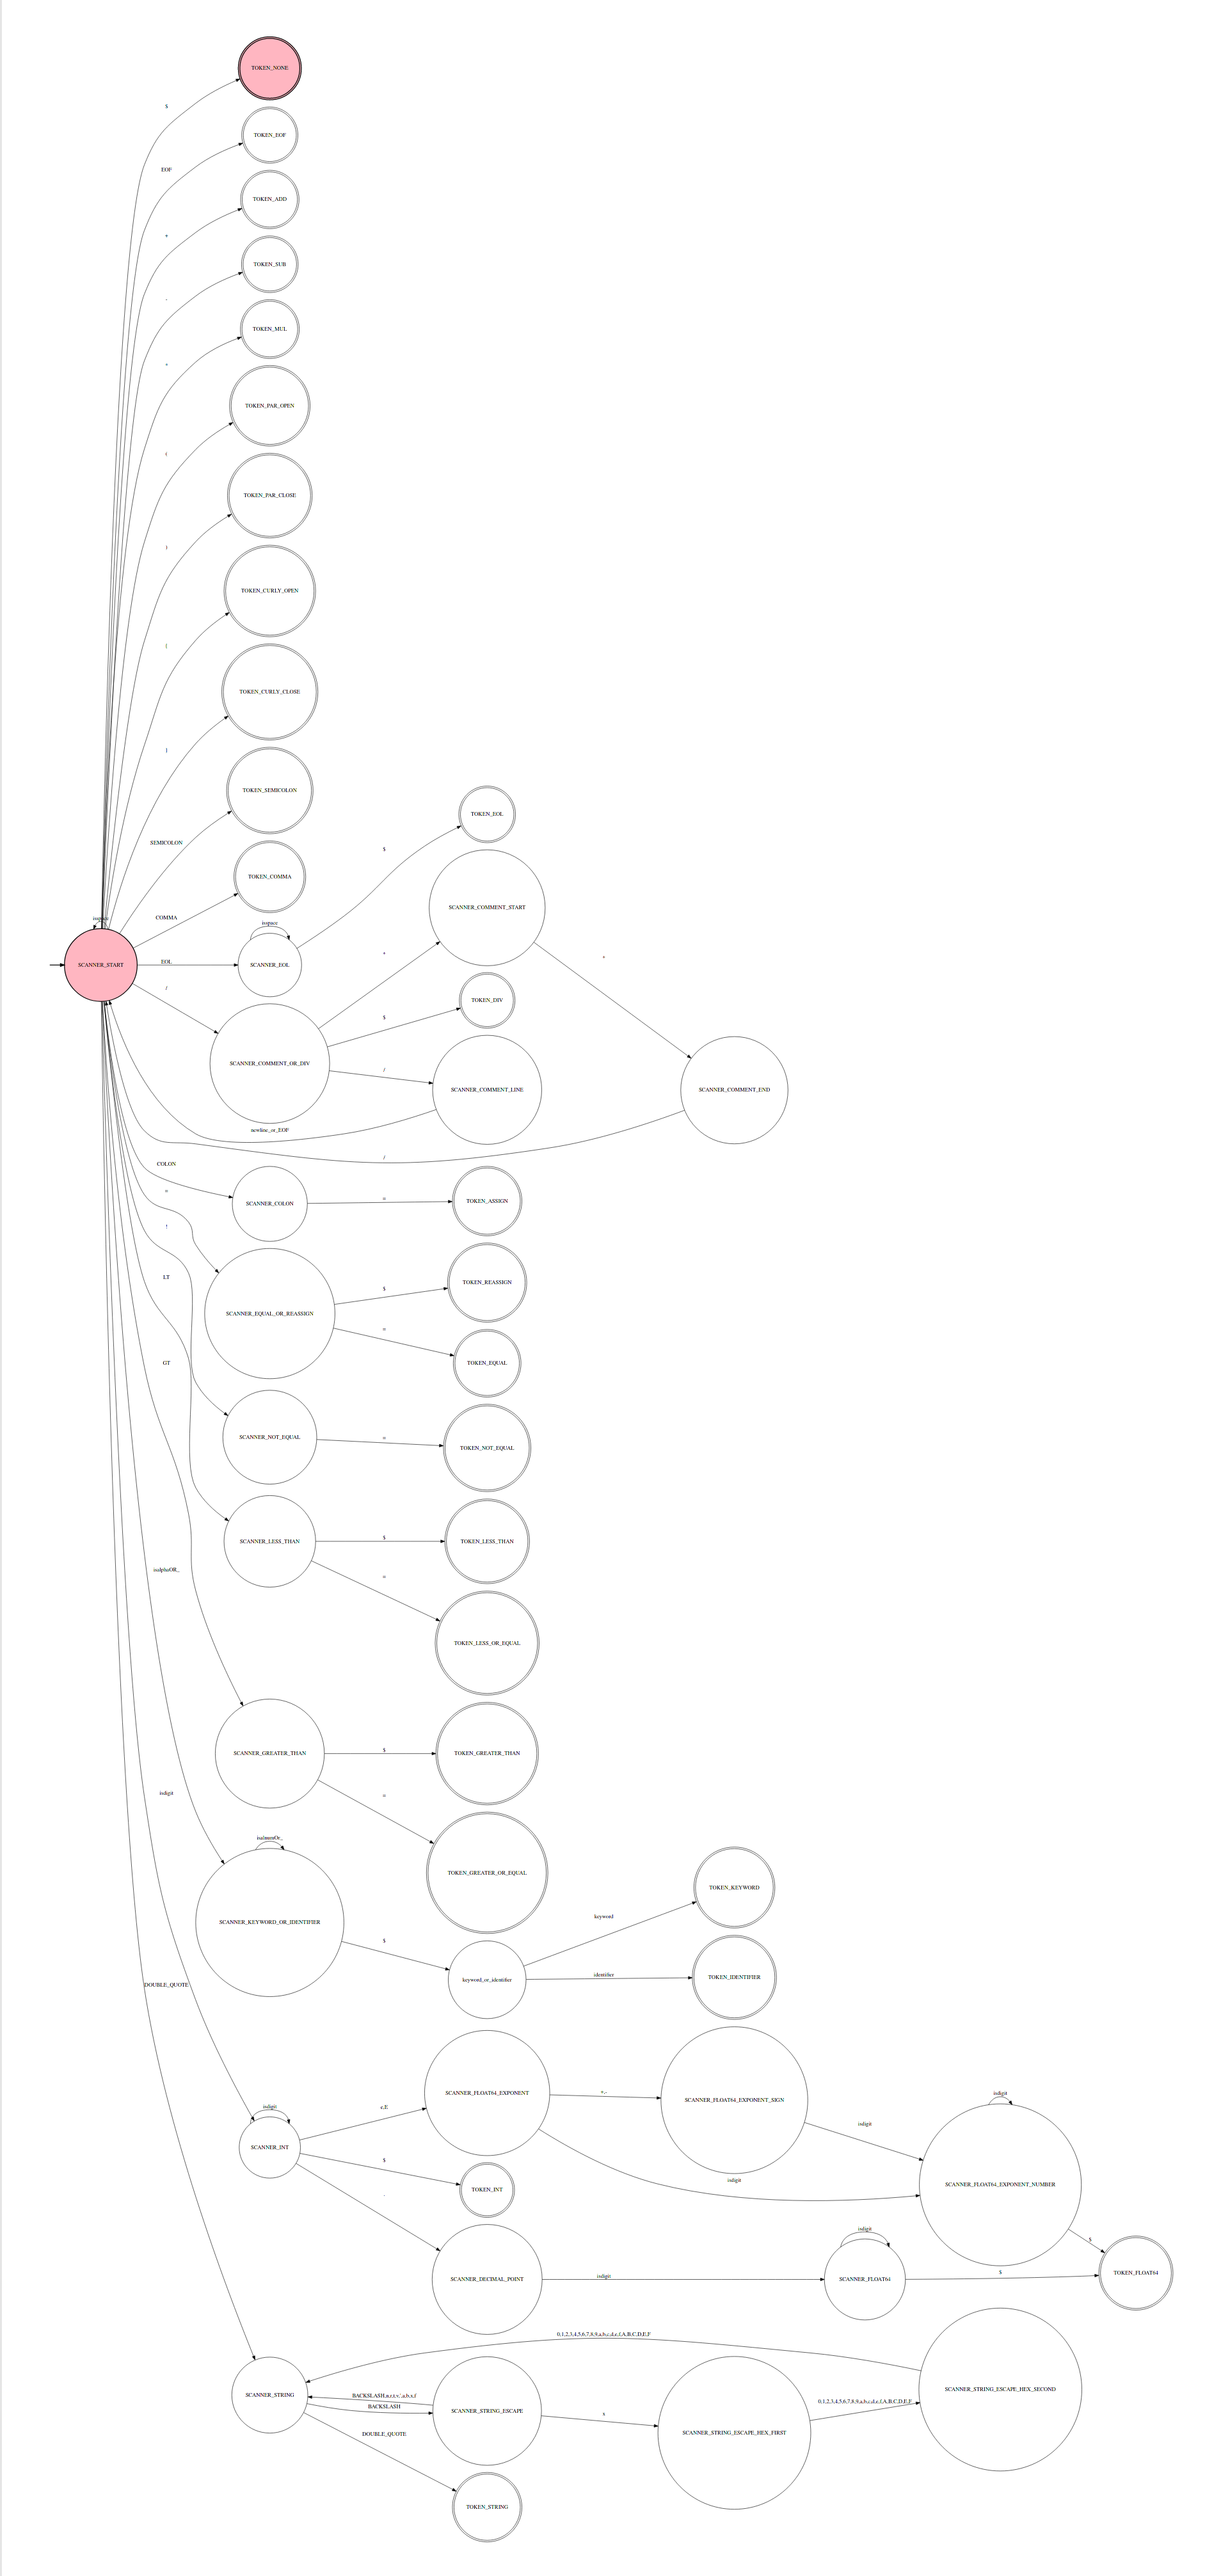 TOKEN_NONE
$
TOKEN_EOF
EOF
TOKEN_ADD
+
TOKEN_SUB
-
TOKEN_MUL
*
TOKEN_PAR_OPEN
(
TOKEN_PAR_CLOSE
)
TOKEN_CURLY_OPEN
{
TOKEN_CURLY_CLOSE
}
TOKEN_SEMICOLON
SEMICOLON
TOKEN_COMMA
COMMA
TOKEN_EOL
$
SCANNER_COMMENT_START
*
isspace
SCANNER_START
EOL
isspace
SCANNER_EOL
/
*
TOKEN_DIV
$
SCANNER_COMMENT_OR_DIV
/
SCANNER_COMMENT_LINE
SCANNER_COMMENT_END
newline_or_EOF
/
COLON
SCANNER_COLON
=
TOKEN_ASSIGN
=
!
LT
GT
SCANNER_EQUAL_OR_REASSIGN
$
TOKEN_REASSIGN
=
TOKEN_EQUAL
SCANNER_NOT_EQUAL
=
TOKEN_NOT_EQUAL
SCANNER_LESS_THAN
$
TOKEN_LESS_THAN
isalphaOR_
=
TOKEN_LESS_OR_EQUAL
SCANNER_GREATER_THAN
$
TOKEN_GREATER_THAN
isdigit
=
TOKEN_GREATER_OR_EQUAL
isalnumOr_
SCANNER_KEYWORD_OR_IDENTIFIER
$
keyword_or_identifier
keyword
TOKEN_KEYWORD
identifier
TOKEN_IDENTIFIER
DOUBLE_QUOTE
isdigit
SCANNER_INT
e,E
SCANNER_FLOAT64_EXPONENT
+,-
SCANNER_FLOAT64_EXPONENT_SIGN
isdigit
isdigit
isdigit
SCANNER_FLOAT64_EXPONENT_NUMBER
$
$
TOKEN_INT
.
SCANNER_DECIMAL_POINT
isdigit
isdigit
SCANNER_FLOAT64
$
TOKEN_FLOAT64
0,1,2,3,4,5,6,7,8,9,a,b,c,d,e,f,A,B,C,D,E,F
SCANNER_STRING
BACKSLASH,n,r,t,v,',a,b,v,f
BACKSLASH
SCANNER_STRING_ESCAPE
SCANNER_STRING_ESCAPE_HEX_FIRST
0,1,2,3,4,5,6,7,8,9,a,b,c,d,e,f,A,B,C,D,E,F
SCANNER_STRING_ESCAPE_HEX_SECOND
DOUBLE_QUOTE
TOKEN_STRING